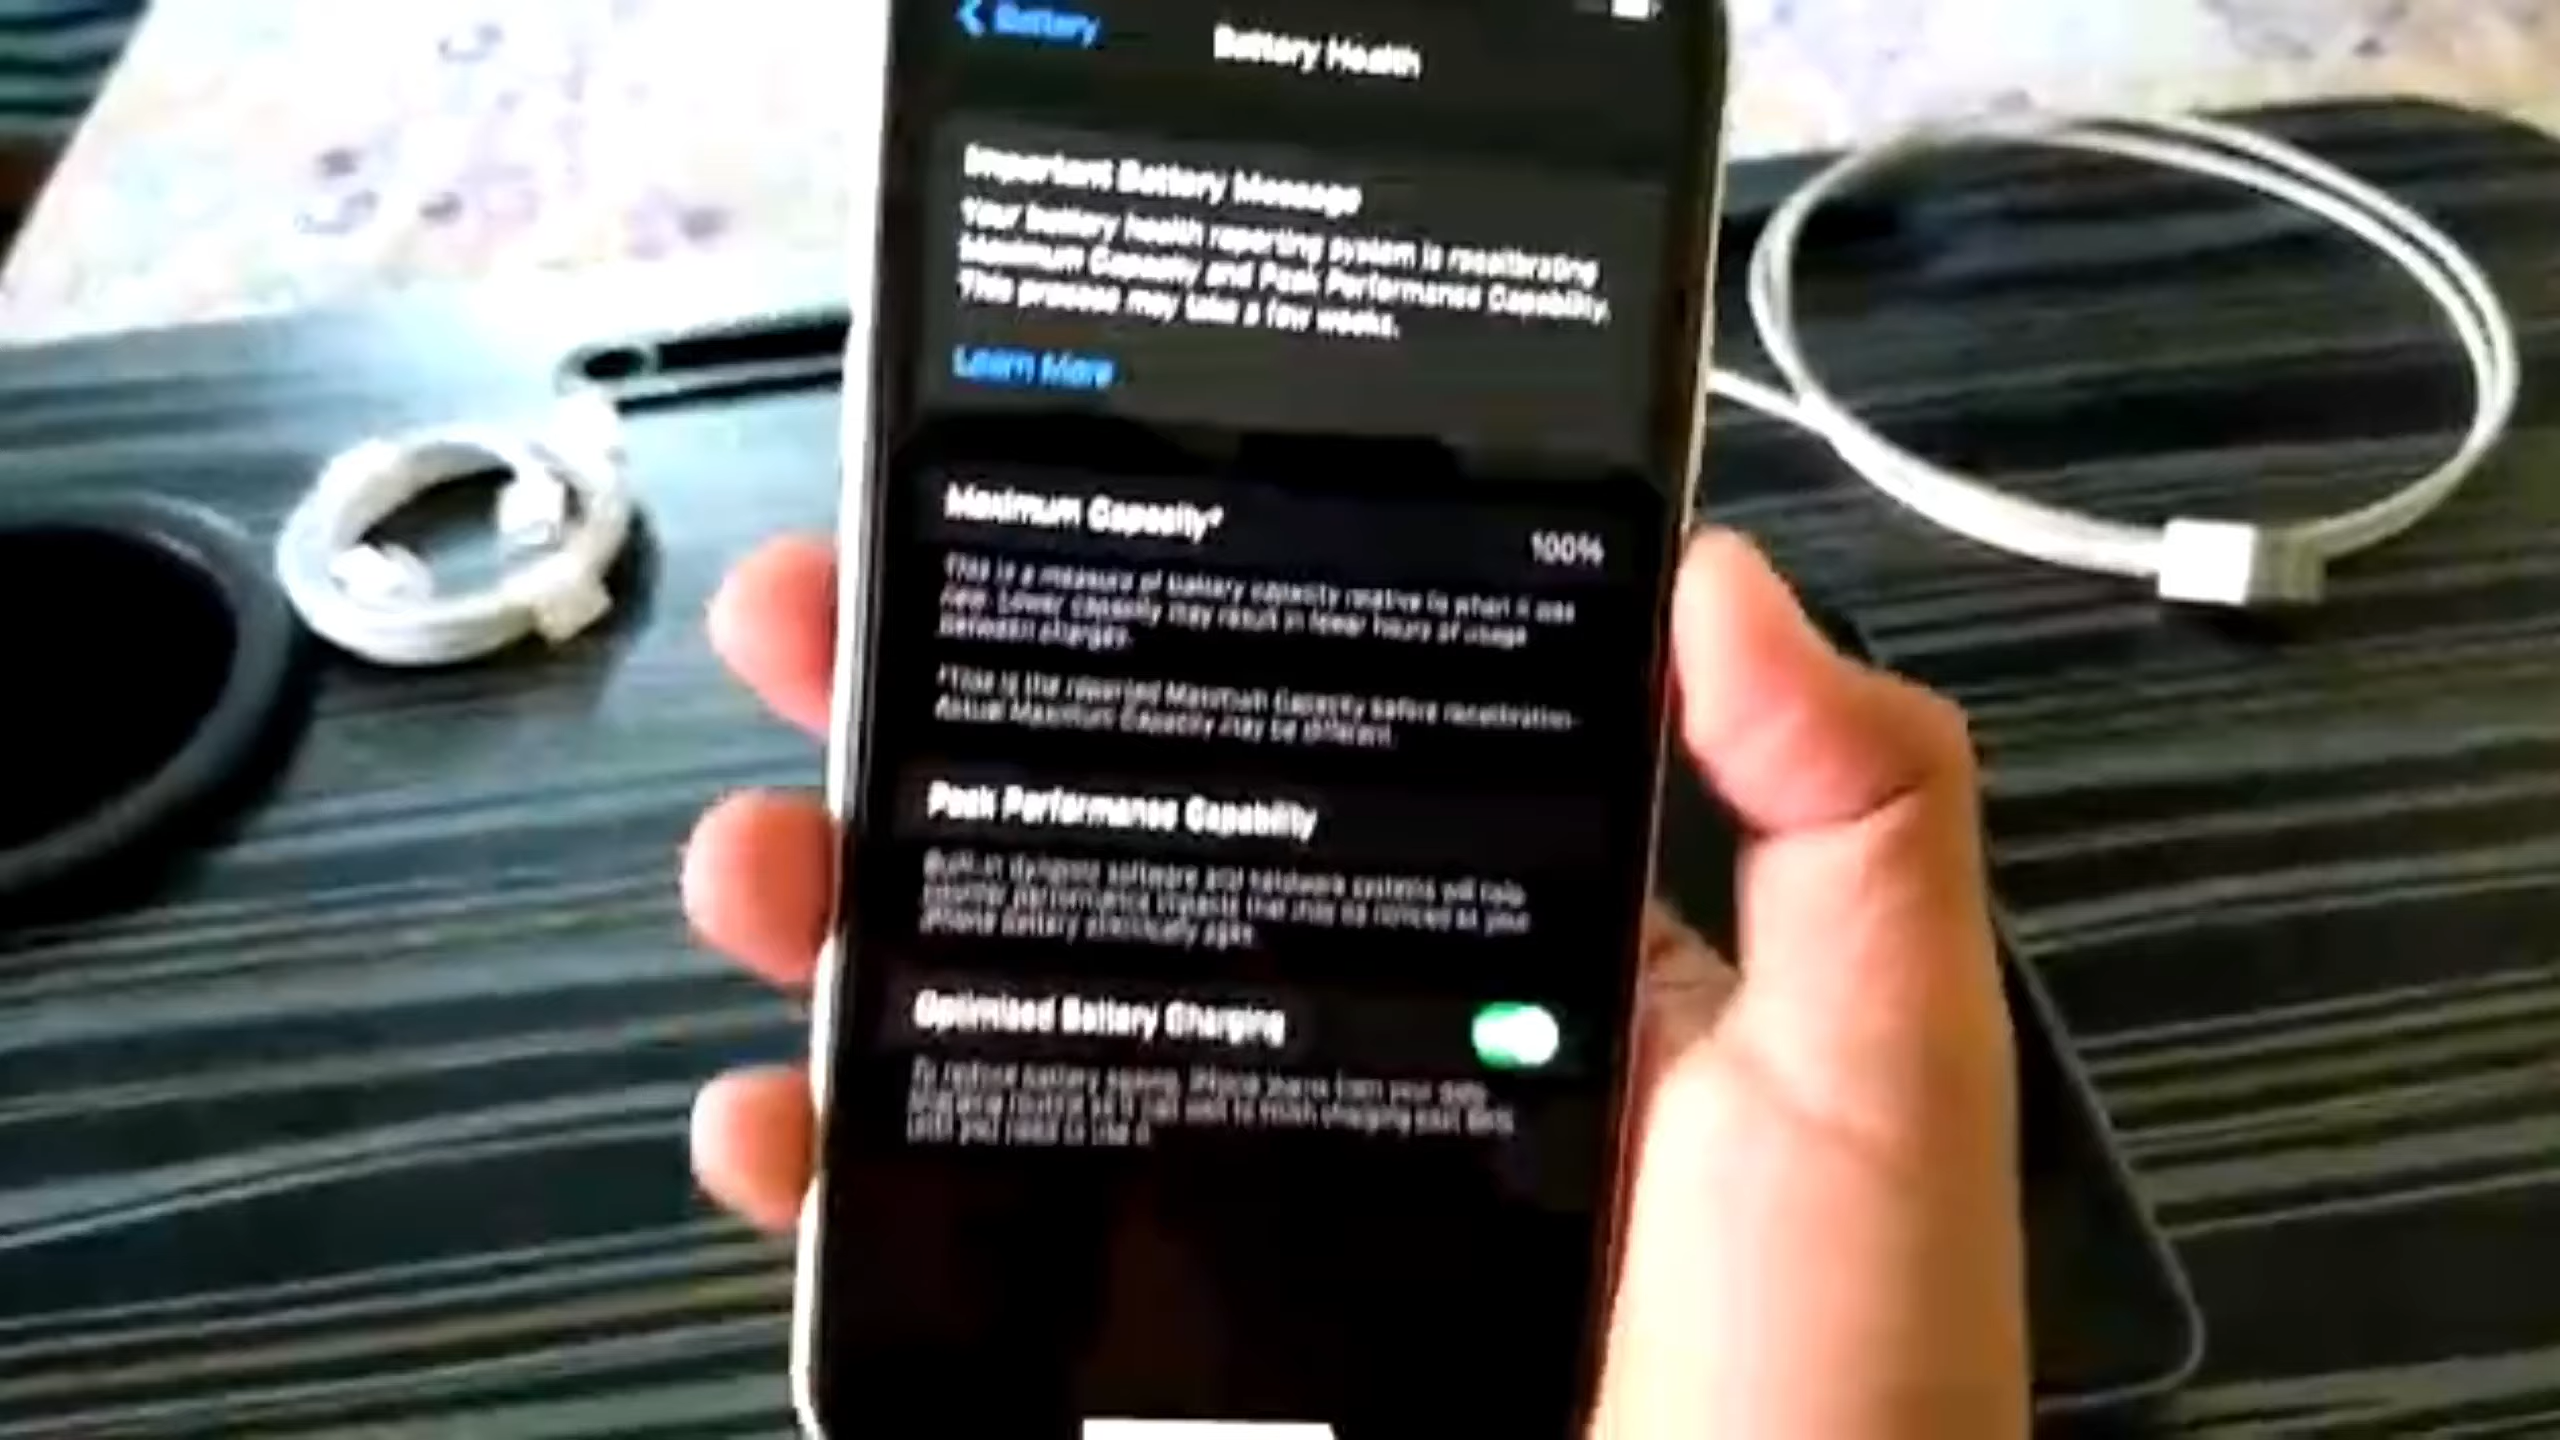 Battery
Battery Health
Important Battery Message
Your battery health reporting system is recalibrating
Maximum Capacity and Peak Performance Capability.
This process may take a few weeks.
Learn More
Maximum Capacity*
100%
This is a measure of battery capacity relative to when it was
new. Lower capacity may result in fewer hours of usage
between charges.
*This is the reported Maximum Capacity before recalibration.
Actual Maximum Capacity may be different.
Peak Performance Capability
Built-in dynamic software and hardware systems will help
counter performance impacts that may be noticed as your
iPhone battery chemically ages.
Optimised Battery Charging
To reduce battery ageing, iPhone learns from your daily
charging routine so it can wait to finish charging past 80%
until you need to use it.